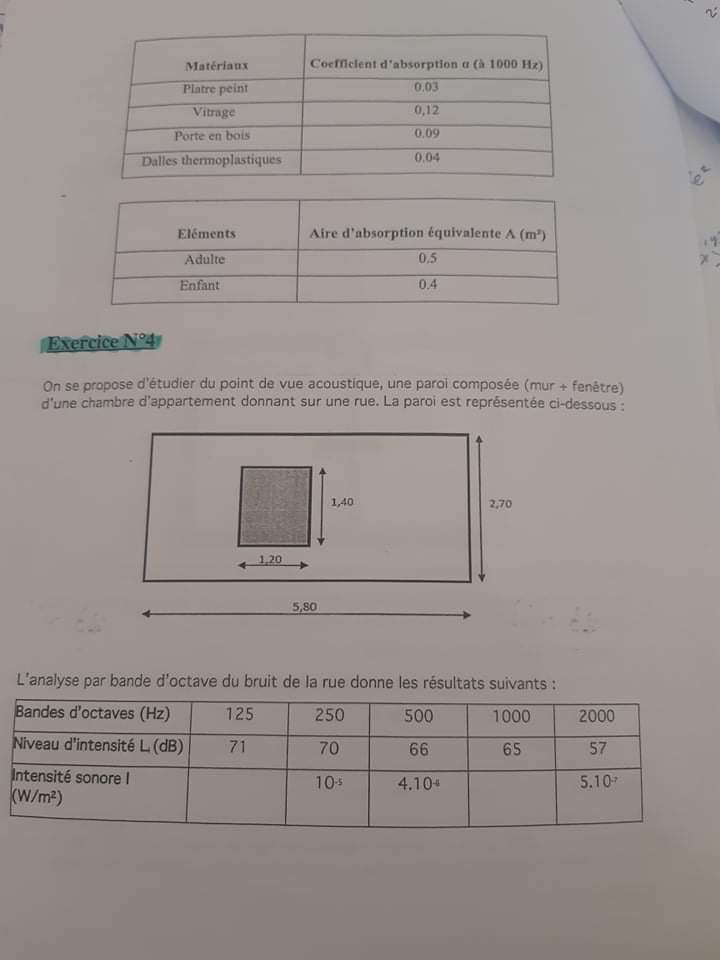 Matériaux Coefficient d'absorption α (à 1000 Hz)
Platre peint 0.03
Vitrage 0,12
Porte en bois 0.09
Dalles thermoplastiques 0.04
Eléments Aire d'absorption équivalente A (m²)
Adulte 0.5
Enfant 0.4
Exercice N°4
On se propose d'étudier du point de vue acoustique, une paroi composée (mur + fenêtre)
d'une chambre d'appartement donnant sur une rue. La paroi est représentée ci-dessous :
1,40
2,70
1,20
5,80
L'analyse par bande d'octave du bruit de la rue donne les résultats suivants :
Bandes d'octaves (Hz) 125 250 500 1000 2000
Niveau d'intensité Lᵢ (dB) 71 70 66 65 57
Intensité sonore I
(W/m²) 10⁻⁵ 4.10⁻⁶ 5.10⁻⁷